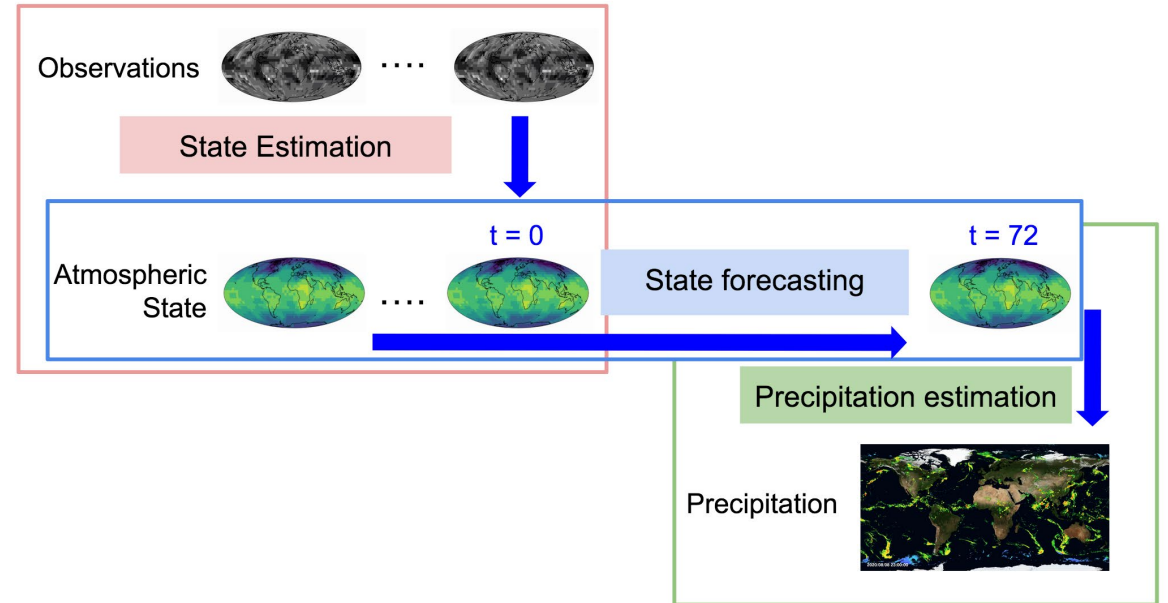 Observations
....
State Estimation
t = 0
t = 72
Atmospheric
State
....
State forecasting
Precipitation estimation
Precipitation